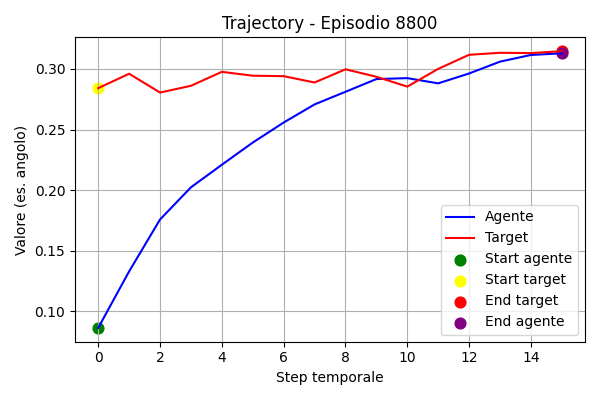 Trajectory - Episodio 8800
Valore (es. angolo)
0.30
0.25
0.20
0.15
0.10
0 2 4 6 8 10 12 14
Step temporale
Agente
Target
Start agente
Start target
End target
End agente